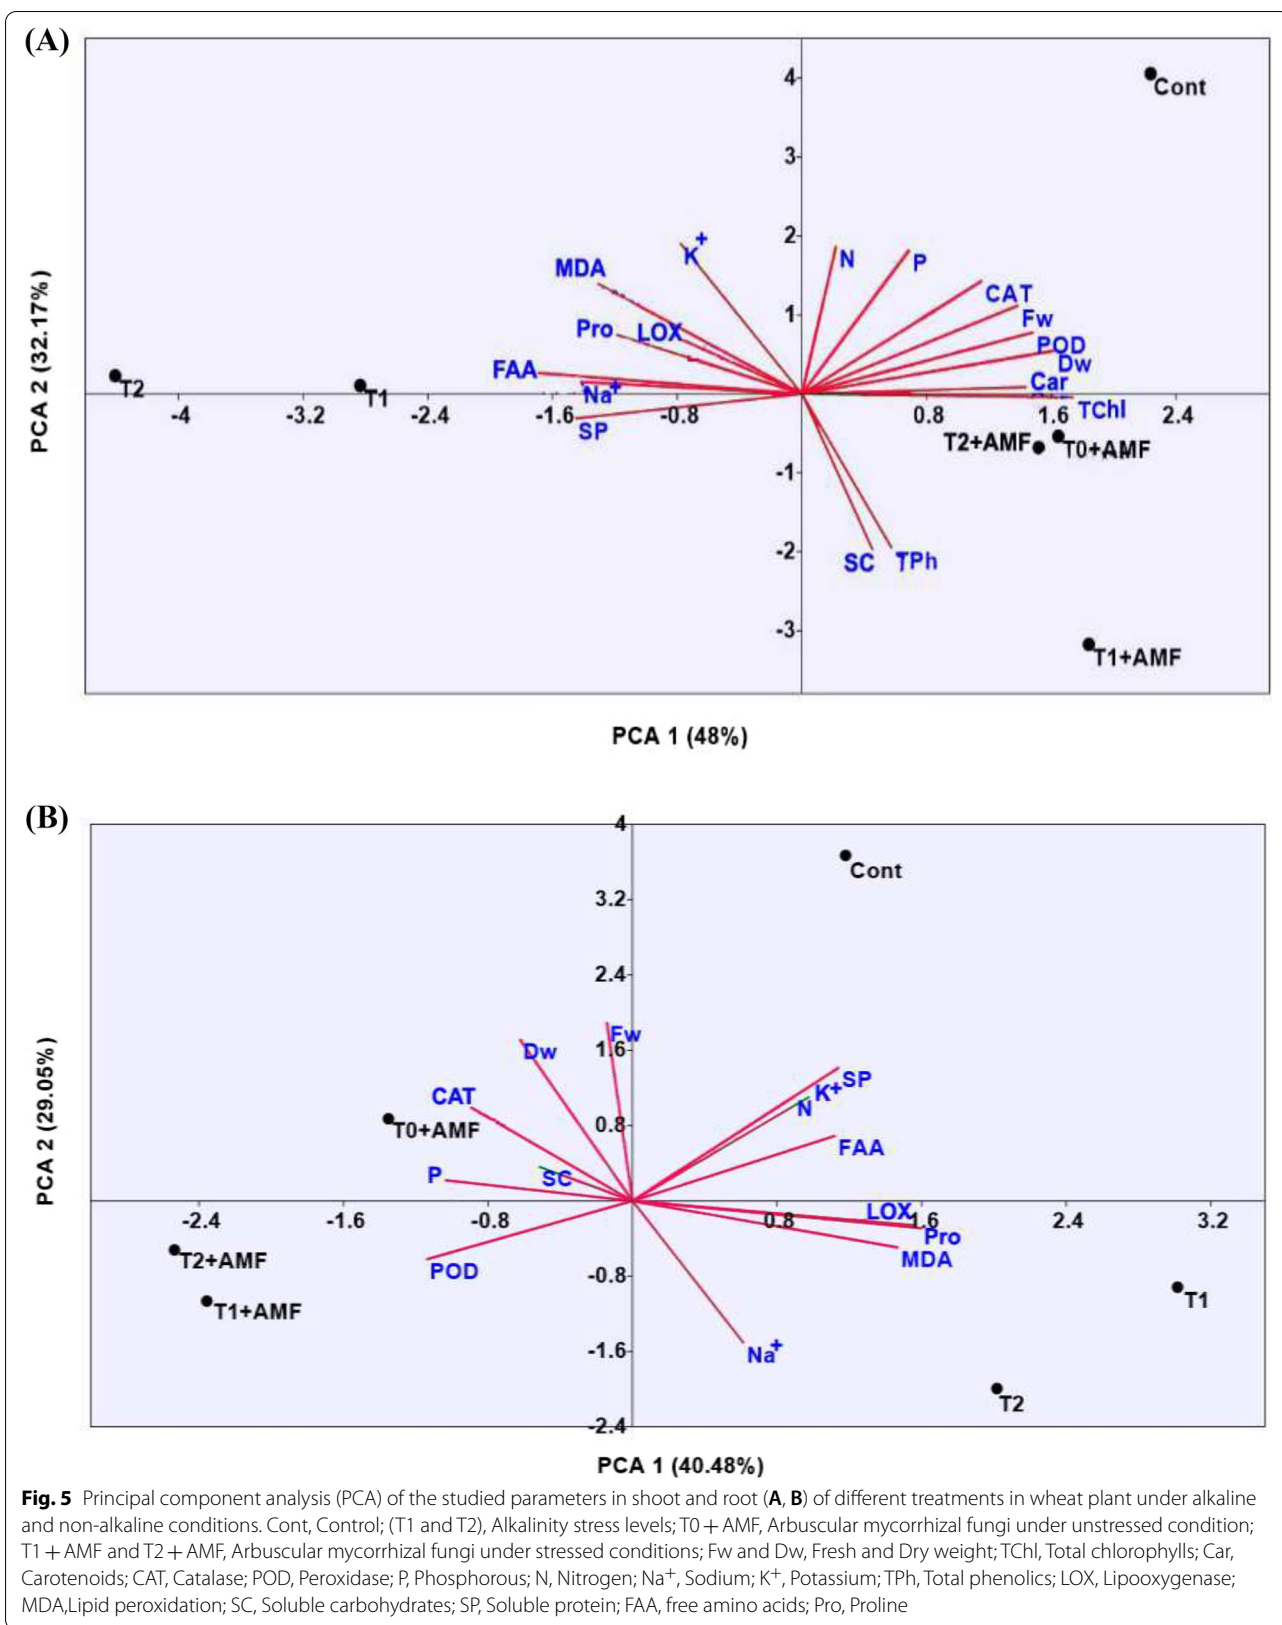 (A)
Cont
4
3
2
1
-1
-2
-3
K+
MDA
N
P
CAT
Fw
POD
Dw
Car
TChl
Pro
LOX
FAA
Na+
SP
T2
T1
-4
-3.2
-2.4
-1.6
-0.8
0.8
1.6
2.4
T2+AMF
T0+AMF
SC
TPh
T1+AMF
PCA 2 (32.17%)
PCA 1 (48%)
(B)
4
3.2
2.4
1.6
0.8
-0.8
-1.6
-2.4
Cont
Fw
Dw
CAT
T0+AMF
SP
K+
N
FAA
P
SC
-2.4
-1.6
-0.8
0.8
1.6
2.4
3.2
LOX
Pro
MDA
T2+AMF
POD
T1+AMF
T1
Na+
T2
PCA 2 (29.05%)
PCA 1 (40.48%)
Fig. 5 Principal component analysis (PCA) of the studied parameters in shoot and root (A, B) of different treatments in wheat plant under alkaline
and non-alkaline conditions. Cont, Control; (T1 and T2), Alkalinity stress levels; T0 + AMF, Arbuscular mycorrhizal fungi under unstressed condition;
T1 + AMF and T2 + AMF, Arbuscular mycorrhizal fungi under stressed conditions; Fw and Dw, Fresh and Dry weight; TChl, Total chlorophylls; Car,
Carotenoids; CAT, Catalase; POD, Peroxidase; P, Phosphorous; N, Nitrogen; Na+, Sodium; K+, Potassium; TPh, Total phenolics; LOX, Lipooxygenase;
MDA,Lipid peroxidation; SC, Soluble carbohydrates; SP, Soluble protein; FAA, free amino acids; Pro, Proline